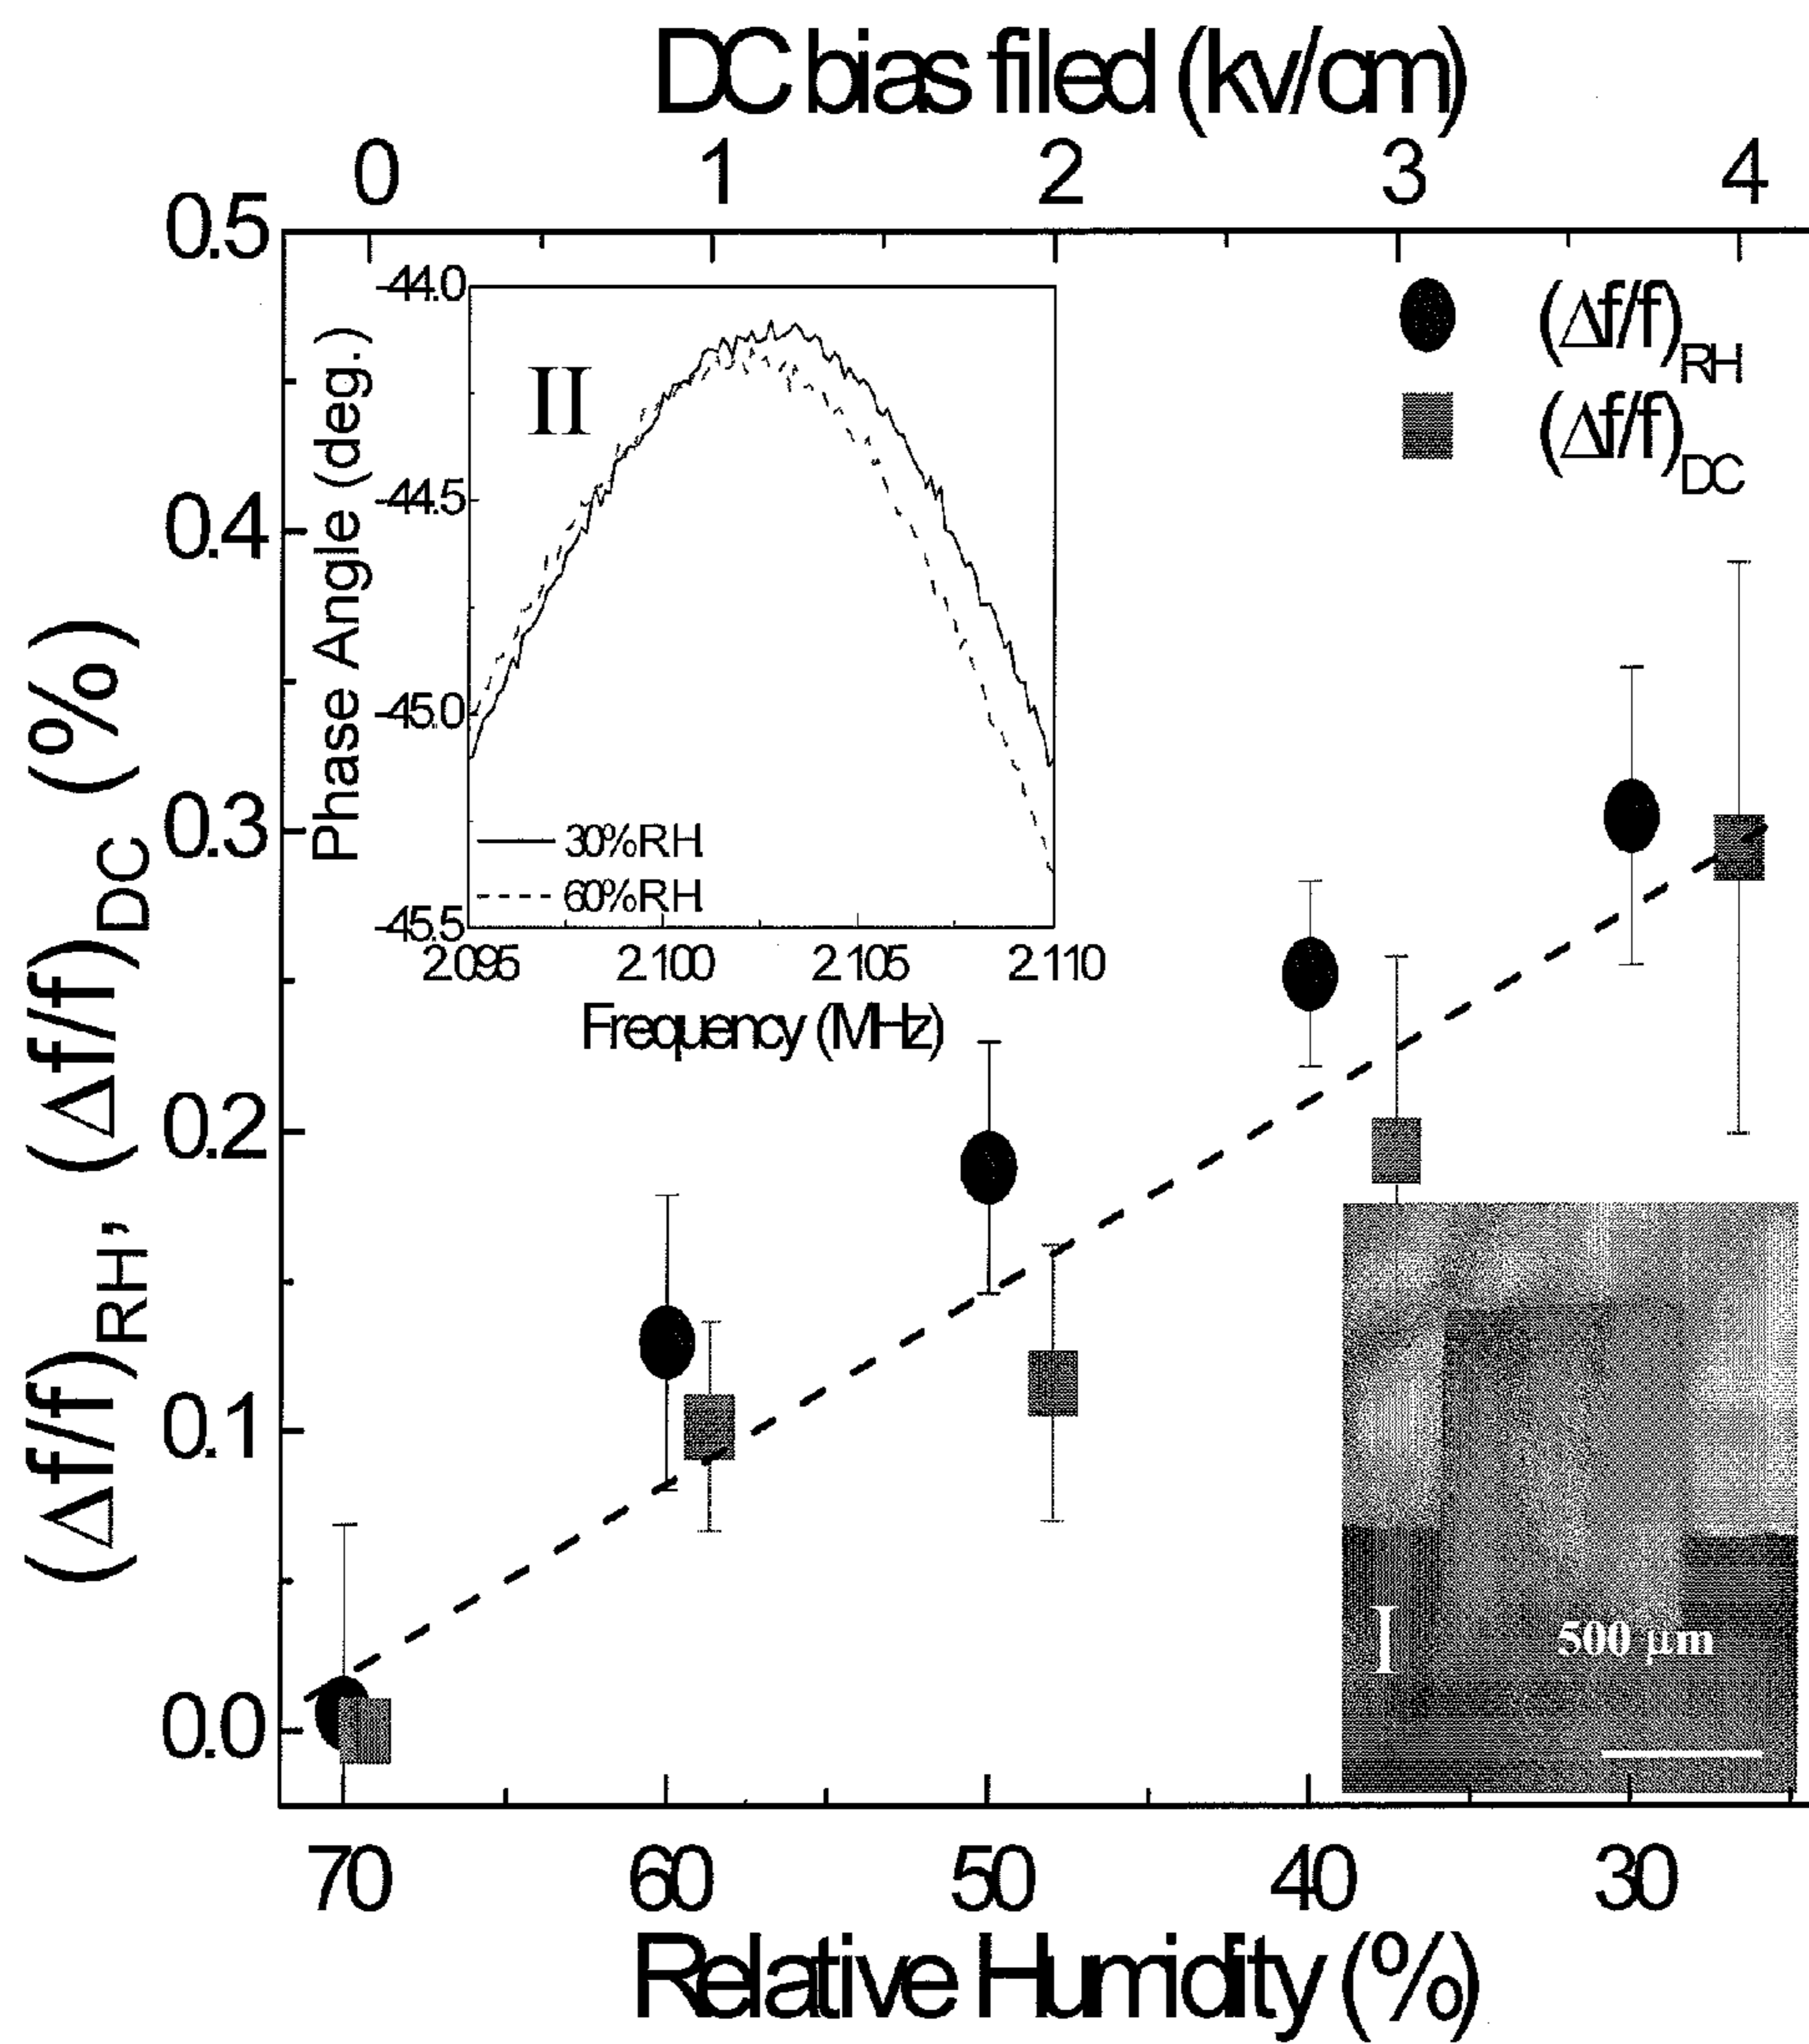 DC bias filed (kv/cm)
0 1 2 3 4
0.5
0.4
0.3
0.2
0.1
0.0
(Δf/f)RH, (Δf/f)DC (%)
(Δf/f)RH
(Δf/f)DC
II
Phase Angle (deg.)
-44.0
-44.5
-45.0
-45.5
30%R.H.
60%R.H.
2.095 2.100 2.105 2.110
Frequency (MHz)
I
500 μm
70 60 50 40 30
Relative Humidity (%)